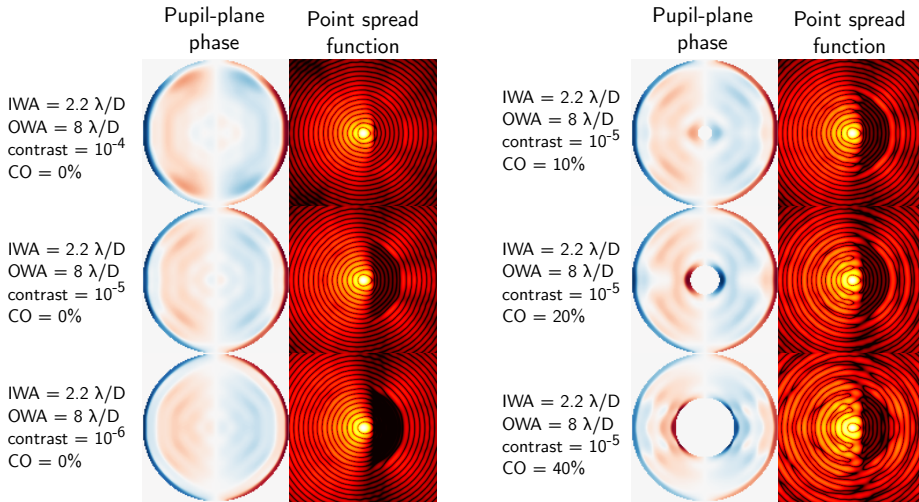 Pupil-plane
phase
Point spread
function
IWA = 2.2 λ/D
OWA = 8 λ/D
contrast = 10⁻⁴
CO = 0%
IWA = 2.2 λ/D
OWA = 8 λ/D
contrast = 10⁻⁵
CO = 0%
IWA = 2.2 λ/D
OWA = 8 λ/D
contrast = 10⁻⁶
CO = 0%
Pupil-plane
phase
Point spread
function
IWA = 2.2 λ/D
OWA = 8 λ/D
contrast = 10⁻⁵
CO = 10%
IWA = 2.2 λ/D
OWA = 8 λ/D
contrast = 10⁻⁵
CO = 20%
IWA = 2.2 λ/D
OWA = 8 λ/D
contrast = 10⁻⁵
CO = 40%